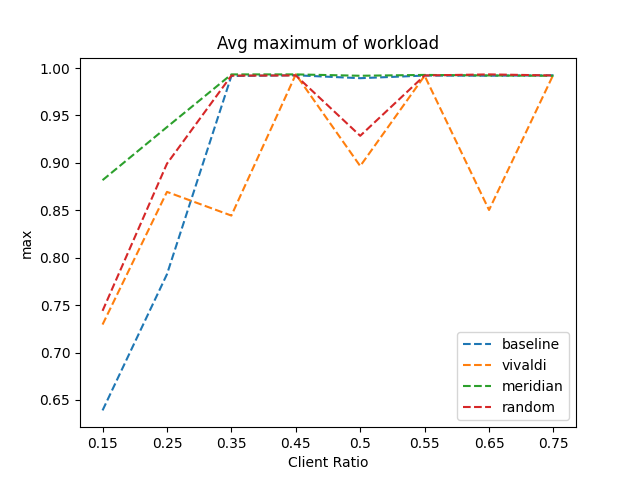 Avg maximum of workload
max
1.00
0.95
0.90
0.85
0.80
0.75
0.70
0.65
baseline
vivaldi
meridian
random
0.15 0.25 0.35 0.45 0.5 0.55 0.65 0.75
Client Ratio